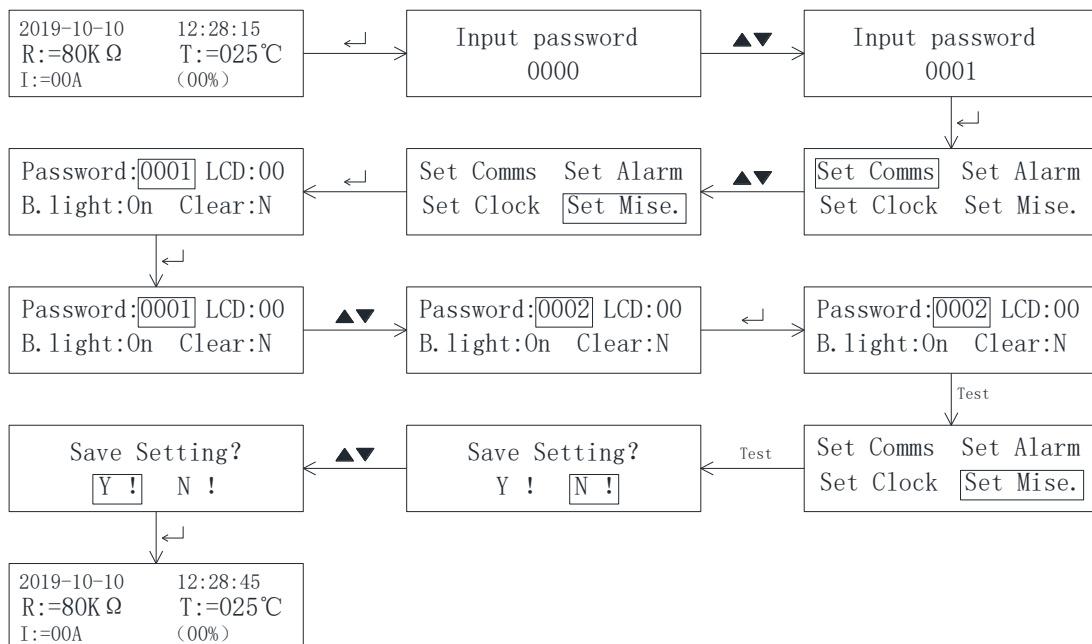 2019-10-10 12:28:15
R:=80KΩ T:=025℃
I:=00A (00%)
Input password
0000
▲▼
Input password
0001
Set Comms Set Alarm
Set Clock Set Mise.
▲▼
Set Comms Set Alarm
Set Clock Set Mise.
Password:0001 LCD:00
B.light:On Clear:N
Password:0001 LCD:00
B.light:On Clear:N
▲▼
Password:0002 LCD:00
B.light:On Clear:N
Password:0002 LCD:00
B.light:On Clear:N
Test
Set Comms Set Alarm
Set Clock Set Mise.
Test
Save Setting?
Y ! N !
▲▼
Save Setting?
Y ! N !
2019-10-10 12:28:45
R:=80KΩ T:=025℃
I:=00A (00%)